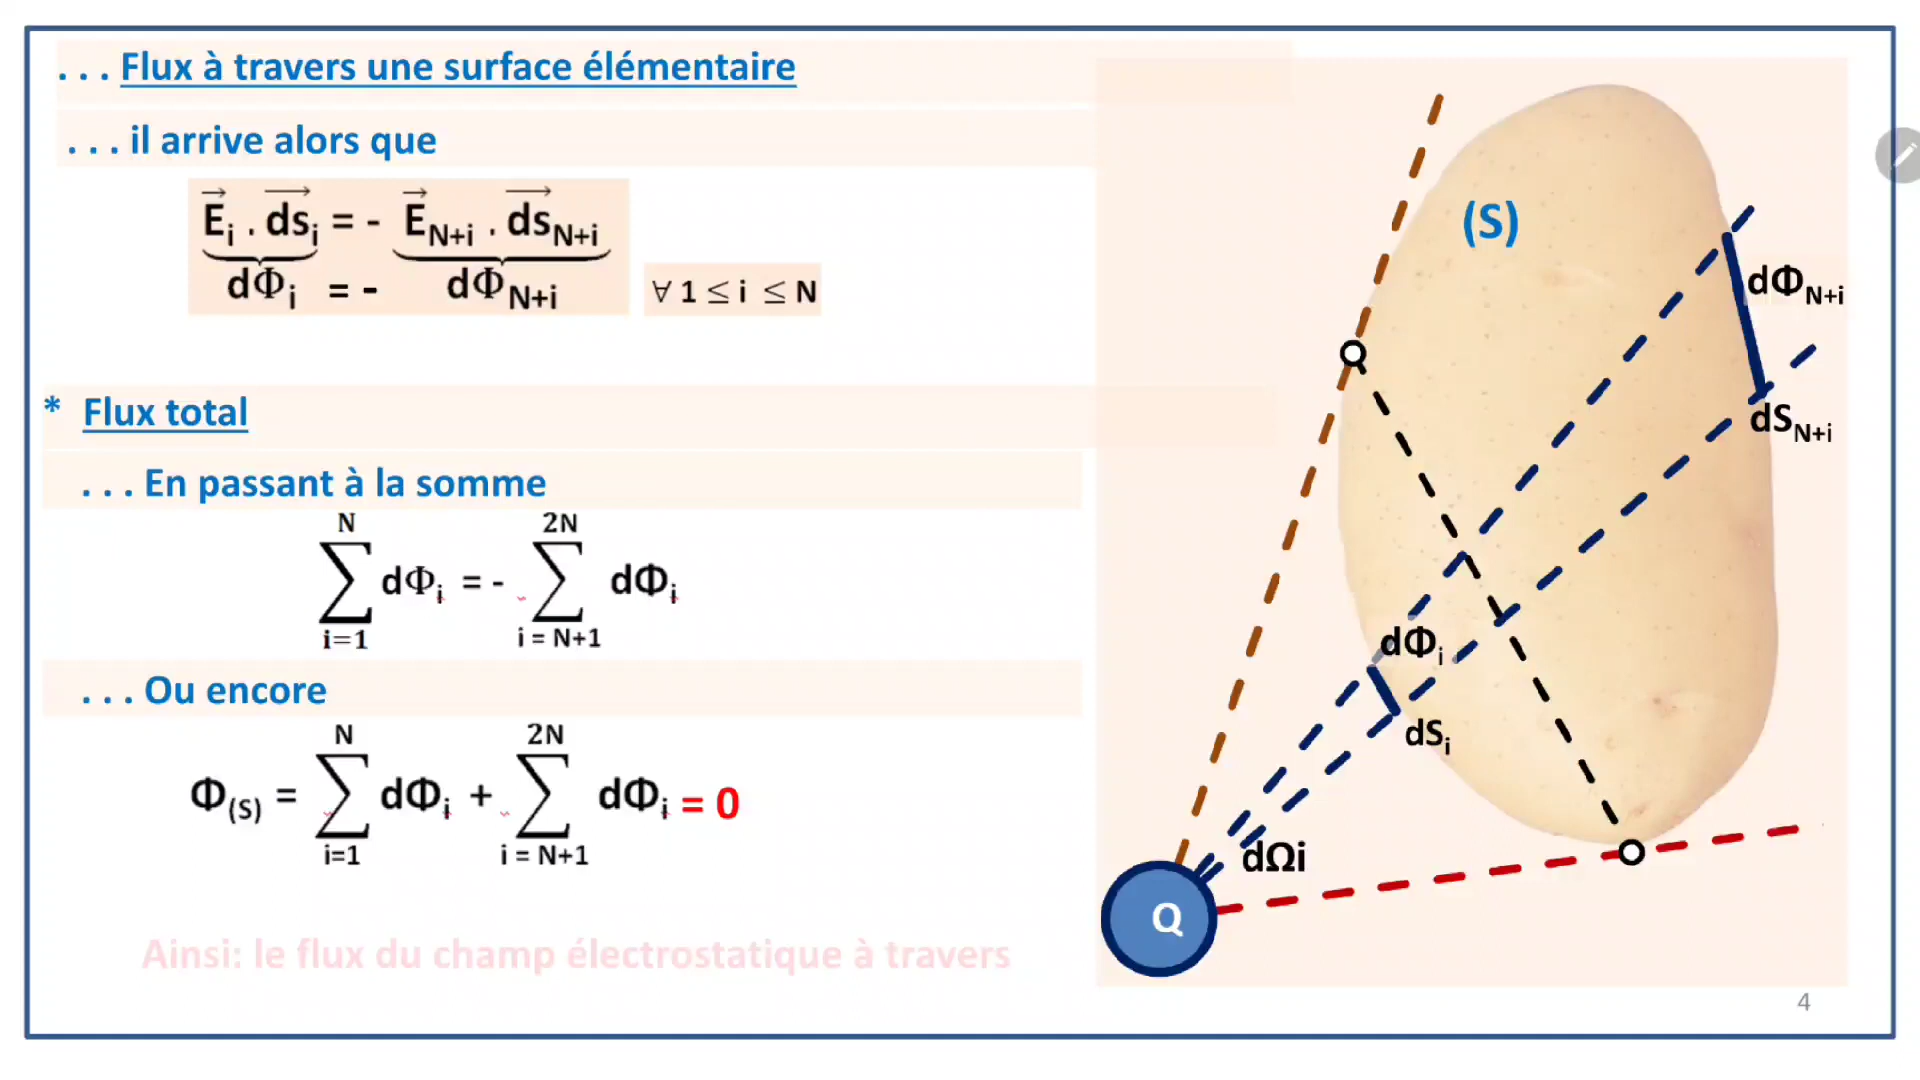 . . . Flux à travers une surface élémentaire
. . . il arrive alors que
E⃗i . ds⃗i = - E⃗N+i . ds⃗N+i
dΦi = - dΦN+i
∀ 1 ≤ i ≤ N
* Flux total
. . . En passant à la somme
N 2N
∑ dΦi = - ∑ dΦi
i=1 i = N+1
. . . Ou encore
N 2N
Φ(S) = ∑ dΦi + ∑ dΦi = 0
i=1 i = N+1
Ainsi: le flux du champ électrostatique à travers
(S)
dΦN+i
dSN+i
dΦi
dSi
dΩi
Q
4